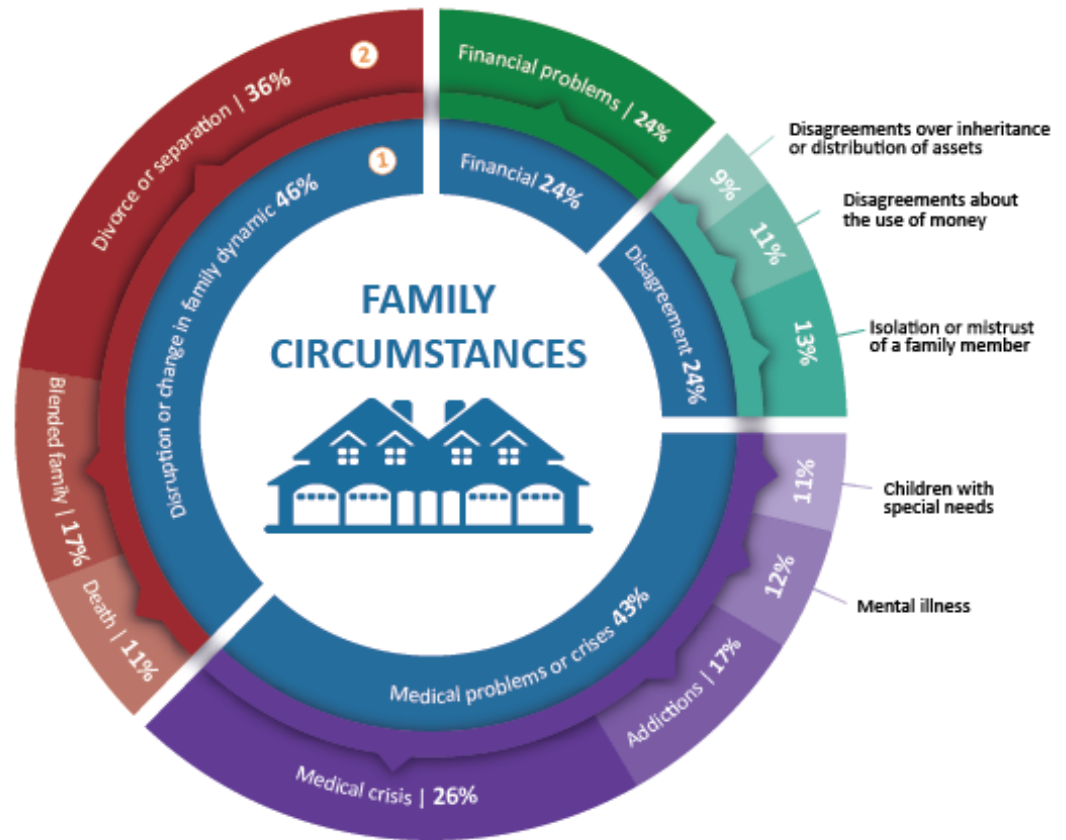 FAMILY
CIRCUMSTANCES
1
Disruption or change in family dynamic 46%
2
Divorce or separation | 36%
Blended family | 17%
Death | 11%
Financial 24%
Financial problems | 24%
Disagreement 24%
9%
Disagreements over inheritance
or distribution of assets
11%
Disagreements about
the use of money
13%
Isolation or mistrust
of a family member
Medical problems or crises 43%
11%
Children with
special needs
12%
Mental illness
Addictions | 17%
Medical crisis | 26%